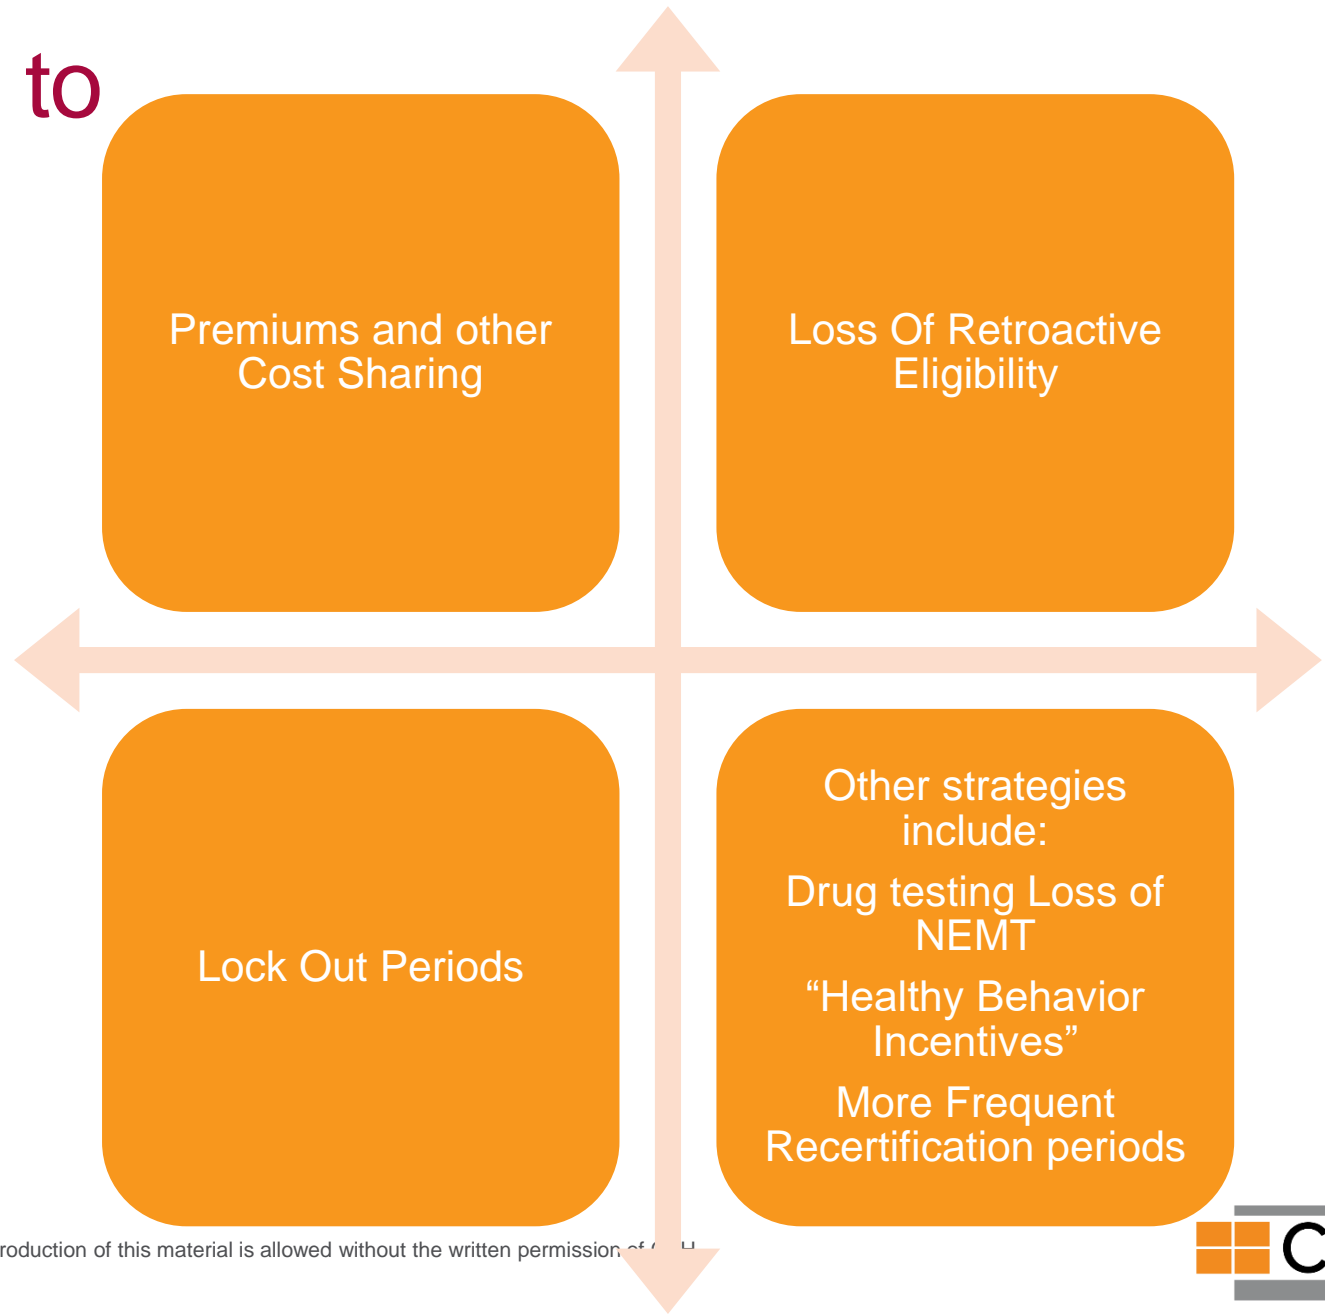 to
Premiums and other
Cost Sharing
Loss Of Retroactive
Eligibility
Lock Out Periods
Other strategies
include:
Drug testing Loss of
NEMT
“Healthy Behavior
Incentives”
More Frequent
Recertification periods
roduction of this material is allowed without the written permission of
C